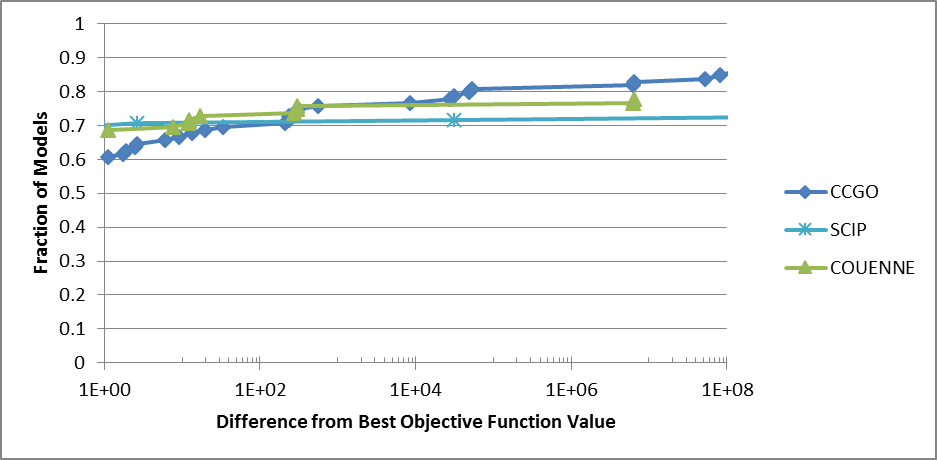 1
0.9
0.8
0.7
0.6
0.5
0.4
0.3
0.2
0.1
0
Fraction of Models
1E+00 1E+02 1E+04 1E+06 1E+08
Difference from Best Objective Function Value
CCGO
SCIP
COUENNE